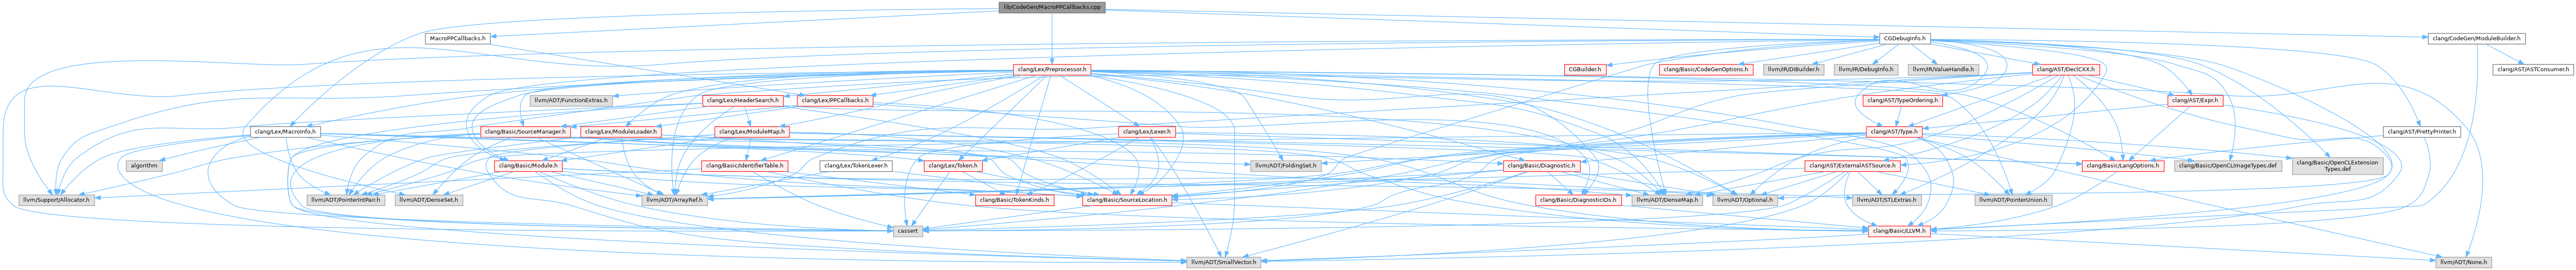 lib/CodeGen/MacroPPCallbacks.cpp
MacroPPCallbacks.h
CGDebugInfo.h
clang/CodeGen/ModuleBuilder.h
clang/Lex/Preprocessor.h
CGBuilder.h
clang/Basic/CodeGenOptions.h
llvm/IR/DIBuilder.h
llvm/IR/DebugInfo.h
llvm/IR/ValueHandle.h
clang/AST/DeclCXX.h
clang/AST/ASTConsumer.h
llvm/ADT/FunctionExtras.h
clang/Lex/HeaderSearch.h
clang/Lex/PPCallbacks.h
clang/AST/TypeOrdering.h
clang/AST/Expr.h
clang/Lex/MacroInfo.h
clang/Basic/SourceManager.h
clang/Lex/ModuleLoader.h
clang/Lex/ModuleMap.h
clang/Lex/Lexer.h
clang/AST/Type.h
clang/AST/PrettyPrinter.h
algorithm
clang/Basic/Module.h
clang/Basic/IdentifierTable.h
clang/Lex/TokenLexer.h
clang/Lex/Token.h
llvm/ADT/FoldingSet.h
clang/Basic/Diagnostic.h
clang/AST/ExternalASTSource.h
clang/Basic/LangOptions.h
clang/Basic/OpenCLImageTypes.def
clang/Basic/OpenCLExtension
Types.def
llvm/Support/Allocator.h
llvm/ADT/PointerIntPair.h
llvm/ADT/DenseSet.h
llvm/ADT/ArrayRef.h
clang/Basic/TokenKinds.h
clang/Basic/SourceLocation.h
clang/Basic/DiagnosticIDs.h
llvm/ADT/DenseMap.h
llvm/ADT/Optional.h
llvm/ADT/STLExtras.h
llvm/ADT/PointerUnion.h
cassert
clang/Basic/LLVM.h
llvm/ADT/SmallVector.h
llvm/ADT/None.h